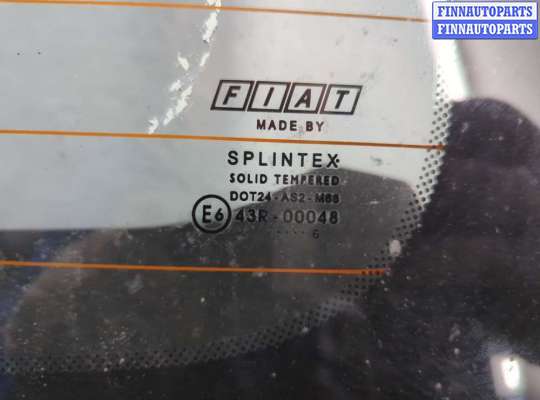 FINNAUTOPARTS
FINNAUTOPARTS
FIAT
MADE BY
SPLINTEX
SOLID TEMPERED
DOT24-AS2-M66
E6 43R-00048
6